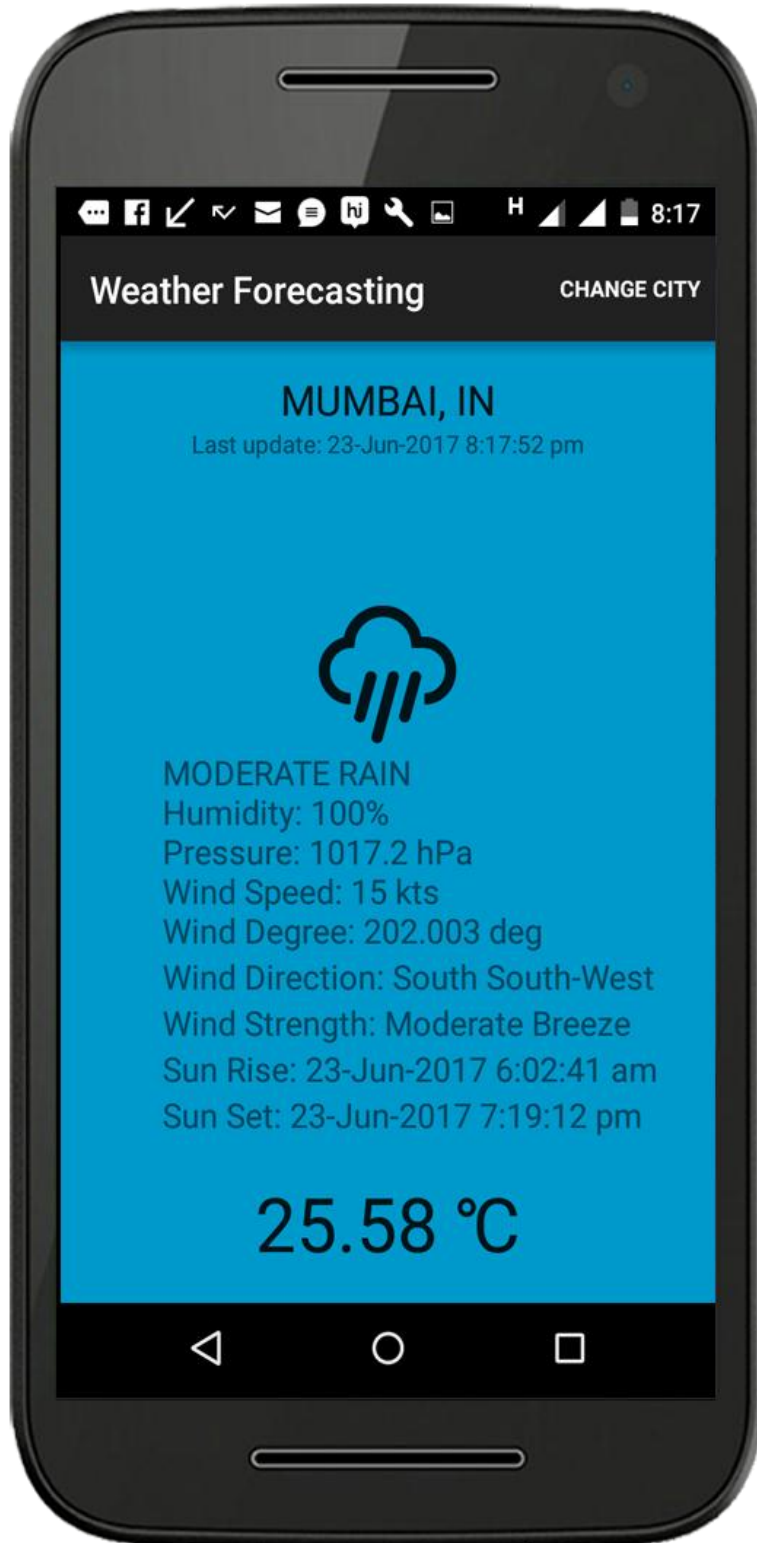 hj H 8:17
Weather Forecasting CHANGE CITY
MUMBAI, IN
Last update: 23-Jun-2017 8:17:52 pm
MODERATE RAIN
Humidity: 100%
Pressure: 1017.2 hPa
Wind Speed: 15 kts
Wind Degree: 202.003 deg
Wind Direction: South South-West
Wind Strength: Moderate Breeze
Sun Rise: 23-Jun-2017 6:02:41 am
Sun Set: 23-Jun-2017 7:19:12 pm
25.58 °C